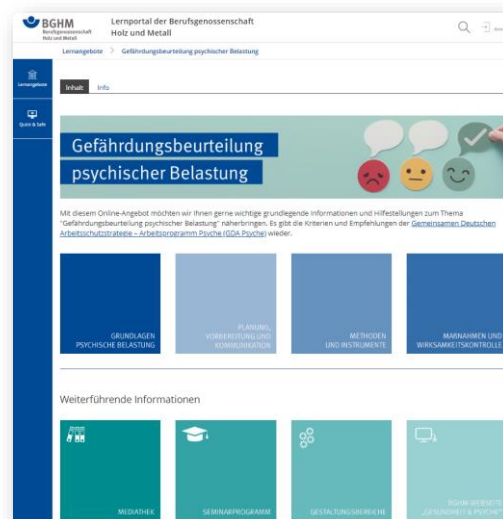 BGHM
Berufsgenossenschaft
Holz und Metall
Lernportal der Berufsgenossenschaft
Holz und Metall
Lernangebote > Gefährdungsbeurteilung psychischer Belastung
Lernangebote
Quick & Safe
Inhalt Info
Gefährdungsbeurteilung
psychischer Belastung
Mit diesem Online-Angebot möchten wir Ihnen gerne wichtige grundlegende Informationen und Hilfestellungen zum Thema
"Gefährdungsbeurteilung psychischer Belastung" näherbringen. Es gibt die Kriterien und Empfehlungen der Gemeinsamen Deutschen
Arbeitsschutzstrategie – Arbeitsprogramm Psyche (GDA Psyche) wieder.
GRUNDLAGEN
PSYCHISCHE BELASTUNG
PLANUNG,
VORBEREITUNG UND
KOMMUNIKATION
METHODEN
UND INSTRUMENTE
MAßNAHMEN UND
WIRKSAMKEITSKONTROLLE
Weiterführende Informationen
MEDIATHEK
SEMINARPROGRAMM
GESTALTUNGSBEREICHE
BGHM-WEBSEITE
„GESUNDHEIT & PSYCHE“